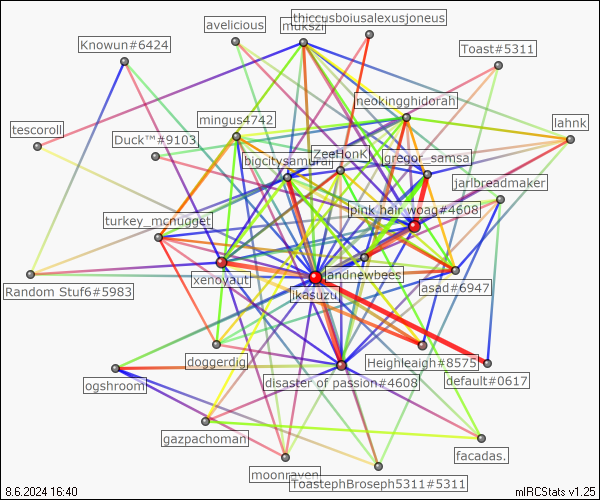 thiccusboiusalexusjoneus
avelicious
mukszi
Knowun#6424
Toast#5311
neokingghidorah
mingus4742
lahnk
tescoroll
Duck™#9103
ZeeHonK
bigcitysamurai
gregor_samsa
jarlbreadmaker
pink hair woag#4608
turkey_mcnugget
landnewbees
xenoyaut
asad#6947
Random Stuf6#5983
ikasuzu
doggerdig
Heighleaigh#8575
default#0617
disaster of passion#4608
ogshroom
gazpachoman
facadas.
moonraven
ToastephBroseph5311#5311
8.6.2024 16:40
mIRCStats v1.25